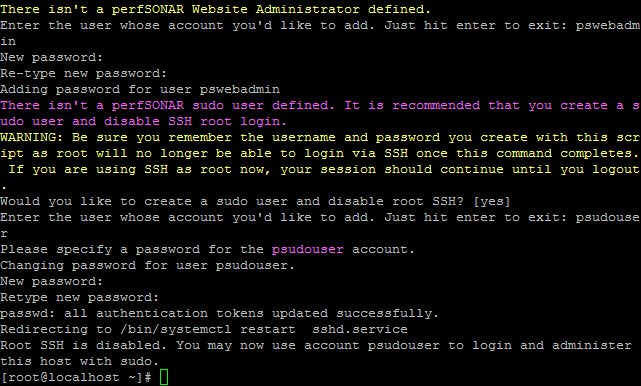 There isn't a perfSONAR Website Administrator defined.
Enter the user whose account you'd like to add. Just hit enter to exit: pswebadm
in
New password:
Re-type new password:
Adding password for user pswebadmin
There isn't a perfSONAR sudo user defined. It is recommended that you create a s
udo user and disable SSH root login.
WARNING: Be sure you remember the username and password you create with this scr
ipt as root will no longer be able to login via SSH once this command completes.
 If you are using SSH as root now, your session should continue until you logout
.
Would you like to create a sudo user and disable root SSH? [yes]
Enter the user whose account you'd like to add. Just hit enter to exit: psudouse
r
Please specify a password for the psudouser account.
Changing password for user psudouser.
New password:
Retype new password:
passwd: all authentication tokens updated successfully.
Redirecting to /bin/systemctl restart  sshd.service
Root SSH is disabled. You may now use account psudouser to login and administer
this host with sudo.
[root@localhost ~]#